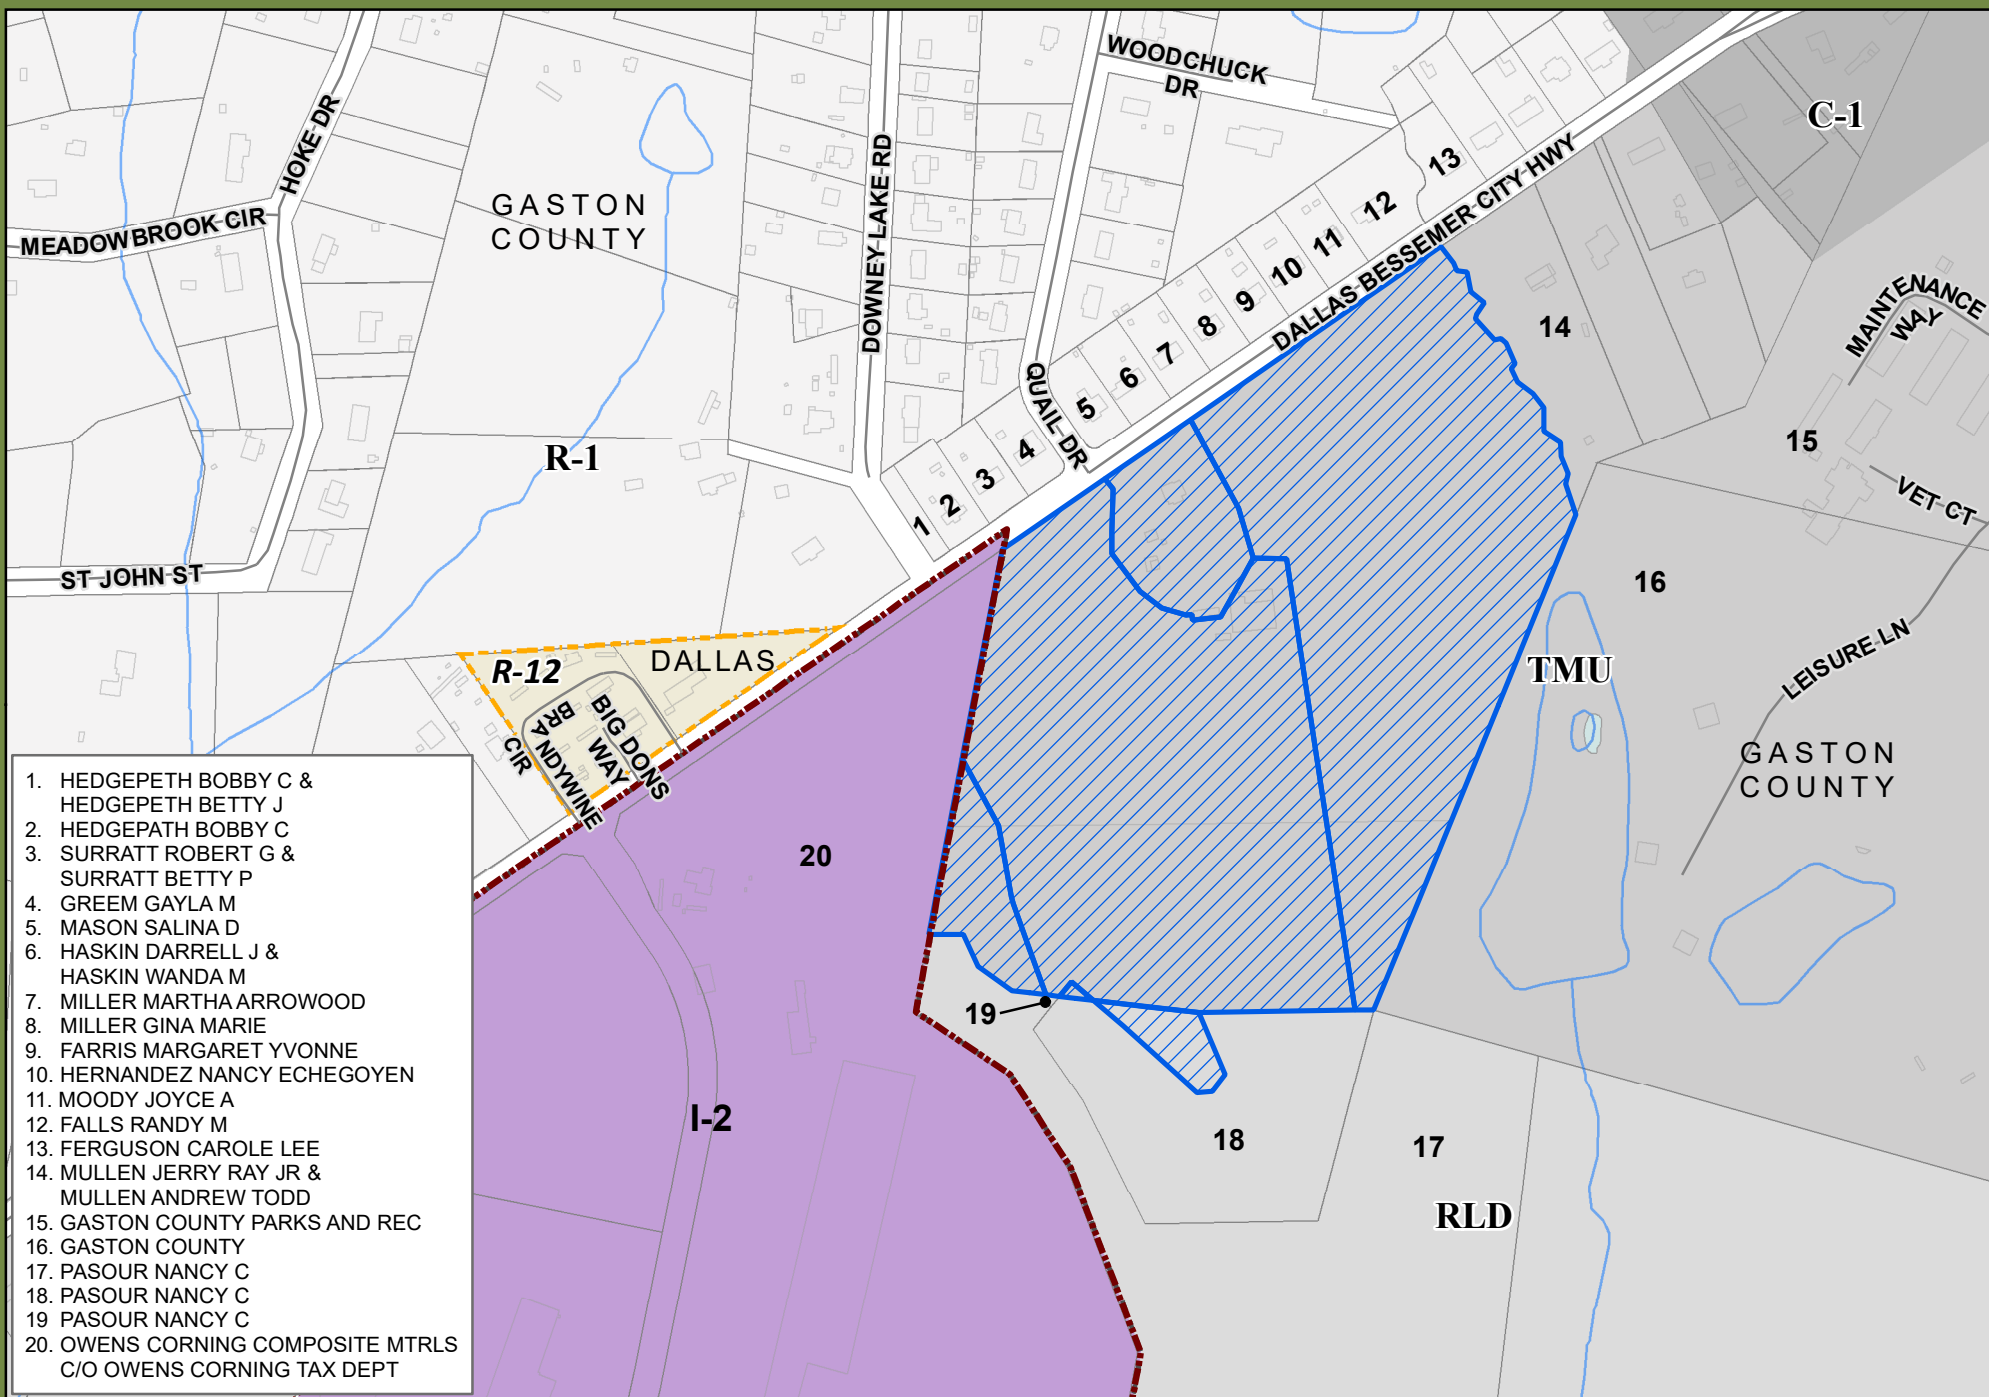 WOODCHUCK
DR
C-1
HOKE DR
DOWNEY LAKE RD
GASTON
COUNTY
MEADOWBROOK CIR
13
12
11
10
9
8
7
6
5
4
3
2
1
DALLAS BESSEMER CITY HWY
QUAIL DR
MAINTENANCE
WAY
14
15
R-1
VET CT
ST JOHN ST
16
LEISURE LN
TMU
R-12
DALLAS
BRANDYWINE
CIR
BIG DONS
WAY
GASTON
COUNTY
20
19
I-2
18
17
RLD
1. HEDGEPETH BOBBY C &
HEDGEPETH BETTY J
2. HEDGEPATH BOBBY C
3. SURRATT ROBERT G &
SURRATT BETTY P
4. GREEM GAYLA M
5. MASON SALINA D
6. HASKIN DARRELL J &
HASKIN WANDA M
7. MILLER MARTHA ARROWOOD
8. MILLER GINA MARIE
9. FARRIS MARGARET YVONNE
10. HERNANDEZ NANCY ECHEGOYEN
11. MOODY JOYCE A
12. FALLS RANDY M
13. FERGUSON CAROLE LEE
14. MULLEN JERRY RAY JR &
MULLEN ANDREW TODD
15. GASTON COUNTY PARKS AND REC
16. GASTON COUNTY
17. PASOUR NANCY C
18. PASOUR NANCY C
19 PASOUR NANCY C
20. OWENS CORNING COMPOSITE MTRLS
C/O OWENS CORNING TAX DEPT